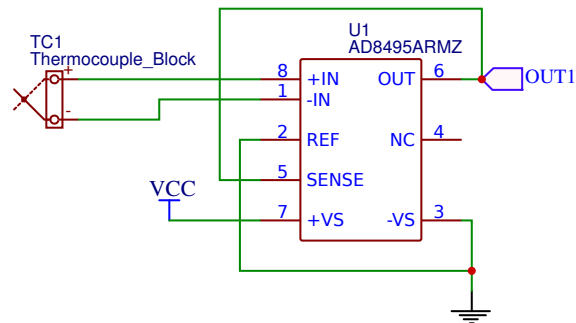 TC1
Thermocouple_Block
+
-
U1
AD8495ARMZ
8 +IN OUT 6
1 -IN
2 REF NC 4
5 SENSE
7 +VS -VS 3
OUT1
VCC